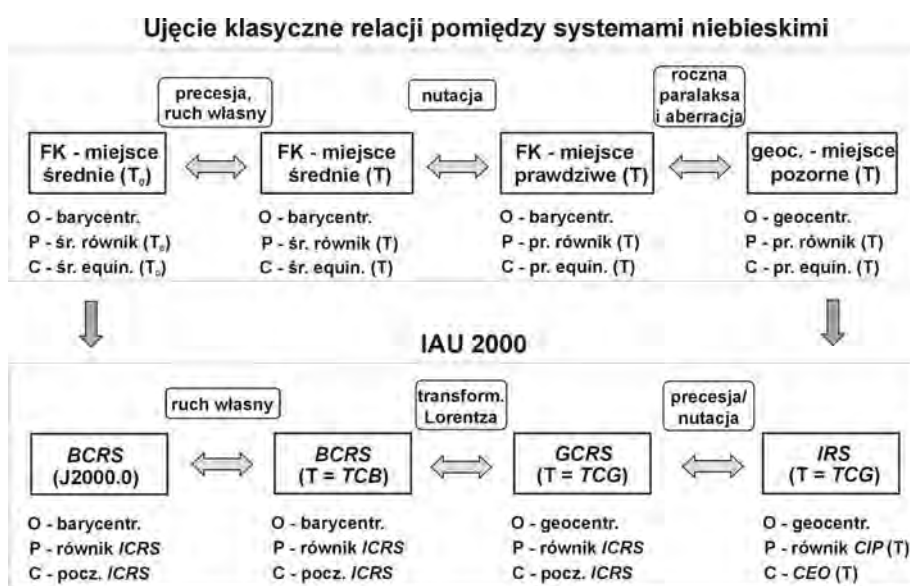 Ujęcie klasyczne relacji pomiędzy systemami niebieskimi
precesja,
ruch własny
nutacja
roczna
paralaksa
i aberracja
FK - miejsce
średnie (T₀)
FK - miejsce
średnie (T)
FK - miejsce
prawdziwe (T)
geoc. - miejsce
pozorne (T)
O - barycentr.
P - śr. równik (T₀)
C - śr. equin. (T₀)
O - barycentr.
P - śr. równik (T)
C - śr. equin. (T)
O - barycentr.
P - pr. równik (T)
C - pr. equin. (T)
O - geocentr.
P - pr. równik (T)
C - pr. equin. (T)
IAU 2000
ruch własny
transform.
Lorentza
precesja/
nutacja
BCRS
(J2000.0)
BCRS
(T = TCB)
GCRS
(T = TCG)
IRS
(T = TCG)
O - barycentr.
P - równik ICRS
C - pocz. ICRS
O - barycentr.
P - równik ICRS
C - pocz. ICRS
O - geocentr.
P - równik ICRS
C - pocz. ICRS
O - geocentr.
P - równik CIP (T)
C - CEO (T)